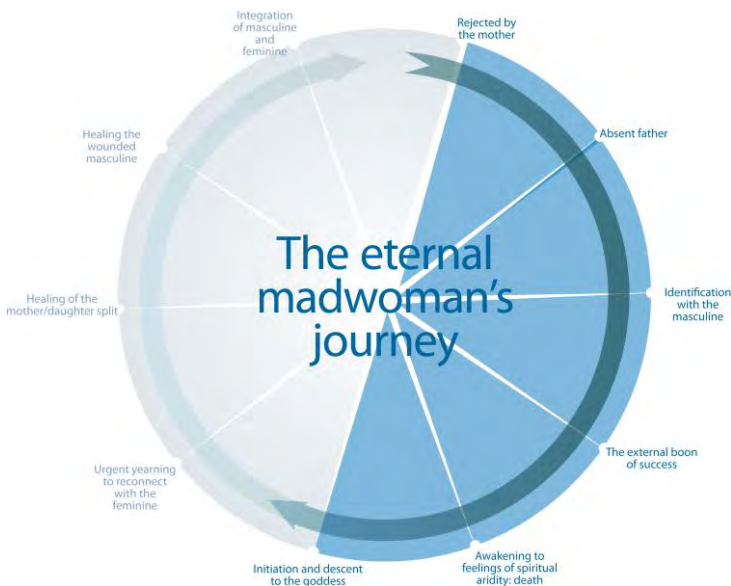 Rejected by
the mother
Absent father
Identification
with the
masculine
The external boon
of success
Awakening to
feelings of spiritual
aridity: death
Initiation and descent
to the goddess
Urgent yearning
to reconnect
with the
feminine
Healing of the
mother/daughter split
Healing the
wounded
masculine
Integration
of masculine
and
feminine
The eternal
madwoman's
journey